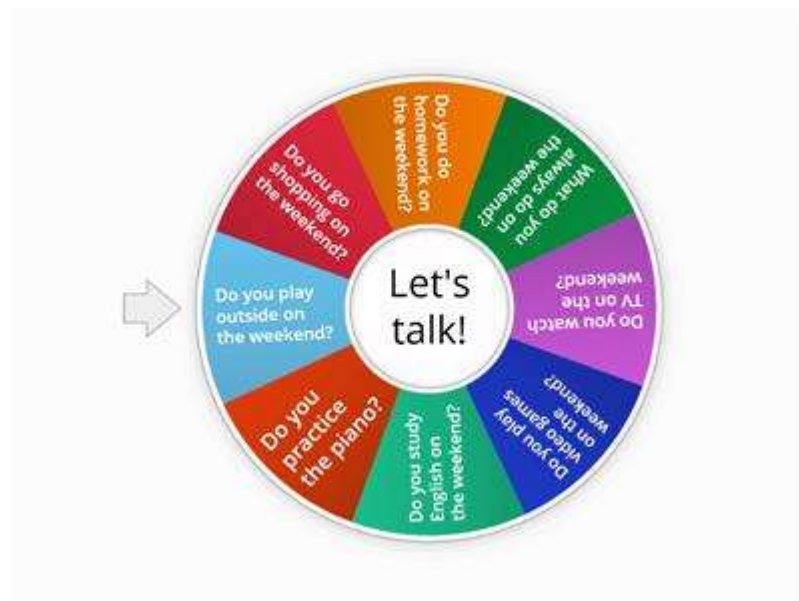 Let's
talk!
Do you play
outside on
the weekend?
Do you go
shopping on
the weekend?
Do you do
homework on
the weekend?
What do you
always do on
the weekend?
Do you watch
TV on the
weekend?
Do you play
video games
on the
weekend?
Do you study
English on
the weekend?
Do you
practice
the piano?